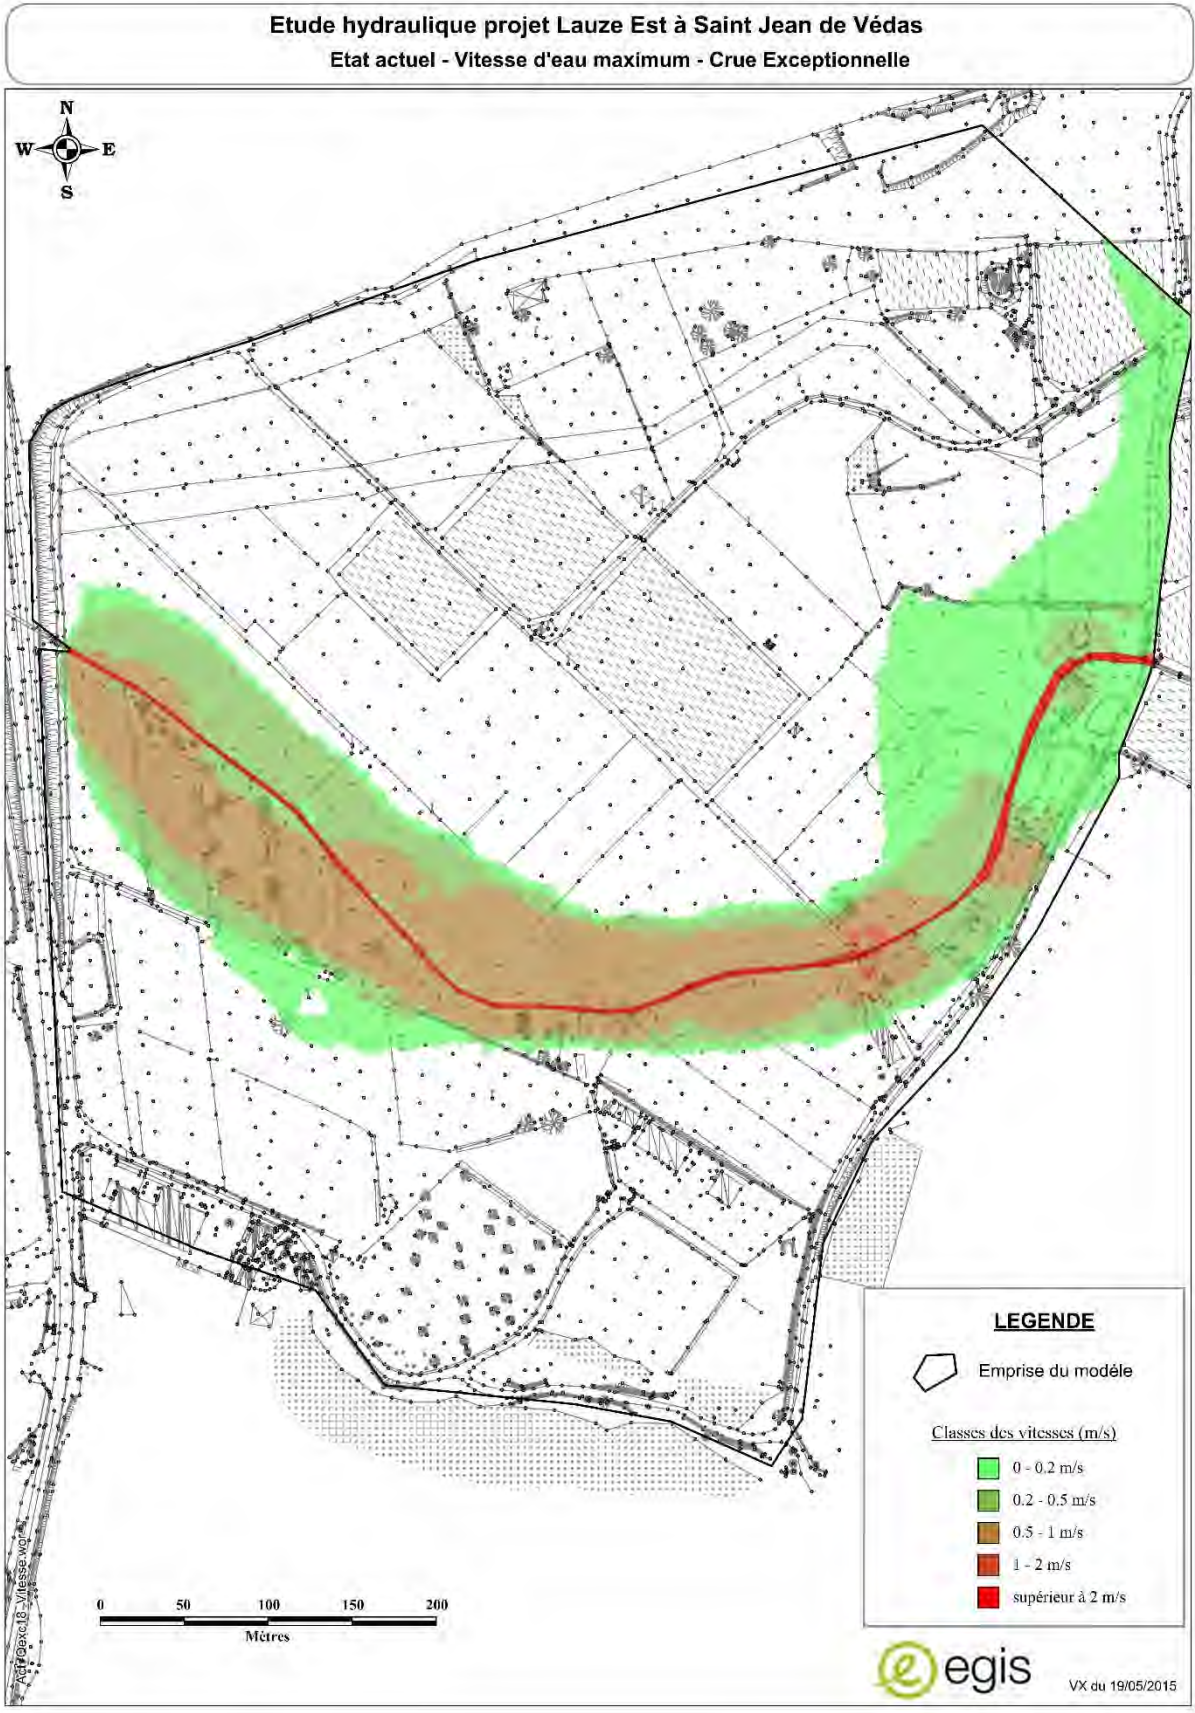 Etude hydraulique projet Lauze Est à Saint Jean de Védas
Etat actuel - Vitesse d'eau maximum - Crue Exceptionnelle
N
W E
S
LEGENDE
Emprise du modéle
Classes des vitesses (m/s)
0 - 0.2 m/s
0.2 - 0.5 m/s
0.5 - 1 m/s
1 - 2 m/s
supérieur à 2 m/s
0 50 100 150 200
Mètres
egis
VX du 19/05/2015